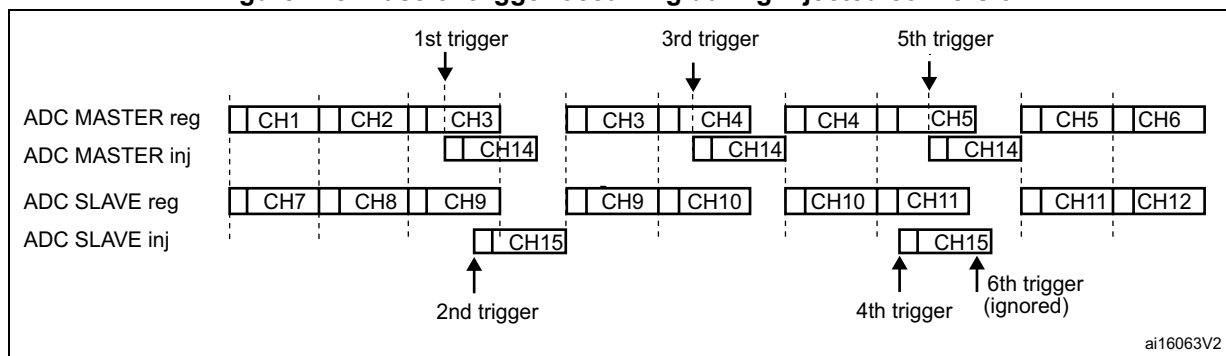 1st trigger
3rd trigger
5th trigger
ADC MASTER reg
CH1 CH2 CH3 CH3 CH4 CH4 CH5 CH5 CH6
ADC MASTER inj
CH14 CH14 CH14
ADC SLAVE reg
CH7 CH8 CH9 CH9 CH10 CH10 CH11 CH11 CH12
ADC SLAVE inj
CH15 CH15
2nd trigger
4th trigger
6th trigger
(ignored)
ai16063V2